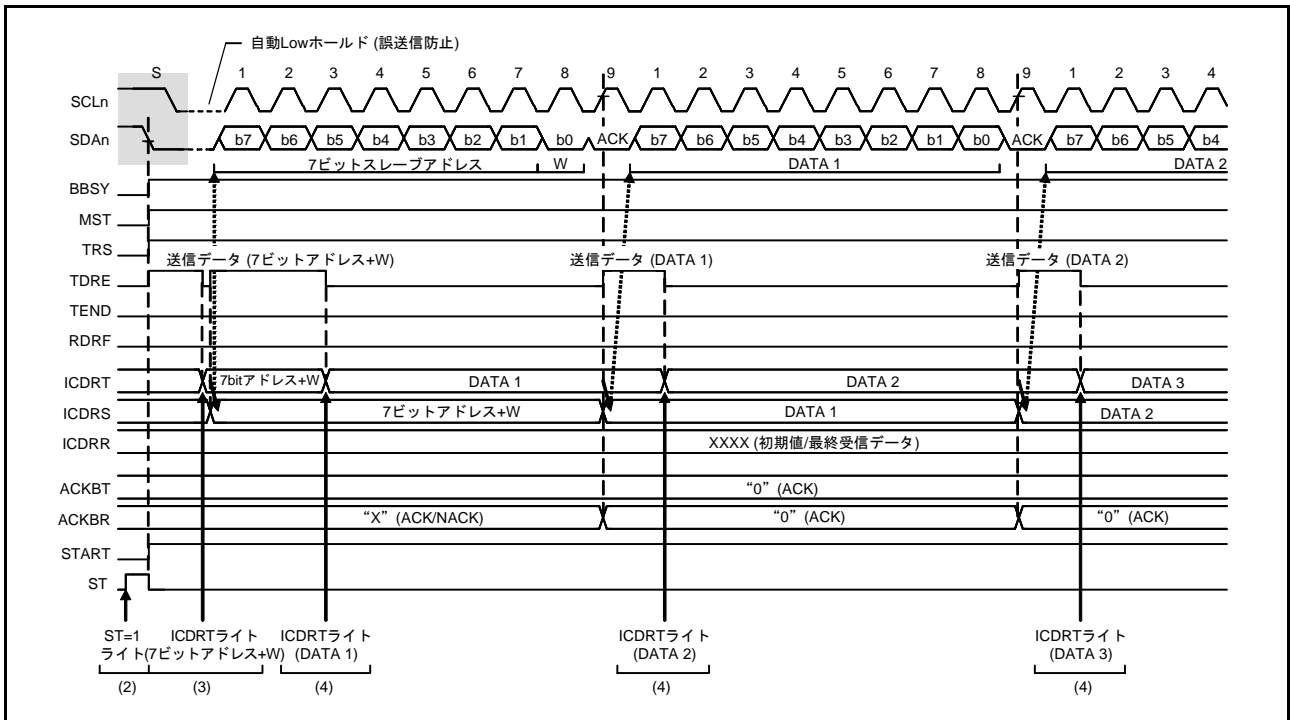 自動Lowホールド (誤送信防止)
S 1 2 3 4 5 6 7 8 9 1 2 3 4 5 6 7 8 9 1 2 3 4
SCLn
SDAn b7 b6 b5 b4 b3 b2 b1 b0 ACK b7 b6 b5 b4 b3 b2 b1 b0 ACK b7 b6 b5 b4
7ビットスレーブアドレス W DATA 1 DATA 2
BBSY
MST
TRS
送信データ (7ビットアドレス+W) 送信データ (DATA 1) 送信データ (DATA 2)
TDRE
TEND
RDRF
ICDRT 7bitアドレス+W DATA 1 DATA 2 DATA 3
ICDRS 7ビットアドレス+W DATA 1 DATA 2
ICDRR XXXX (初期値/最終受信データ)
ACKBT “0” (ACK)
ACKBR “X” (ACK/NACK) “0” (ACK) “0” (ACK)
START
ST
ST=1 ICDRTライト ICDRTライト ICDRTライト ICDRTライト
ライト (7ビットアドレス+W) (DATA 1) (DATA 2) (DATA 3)
(2) (3) (4) (4) (4)